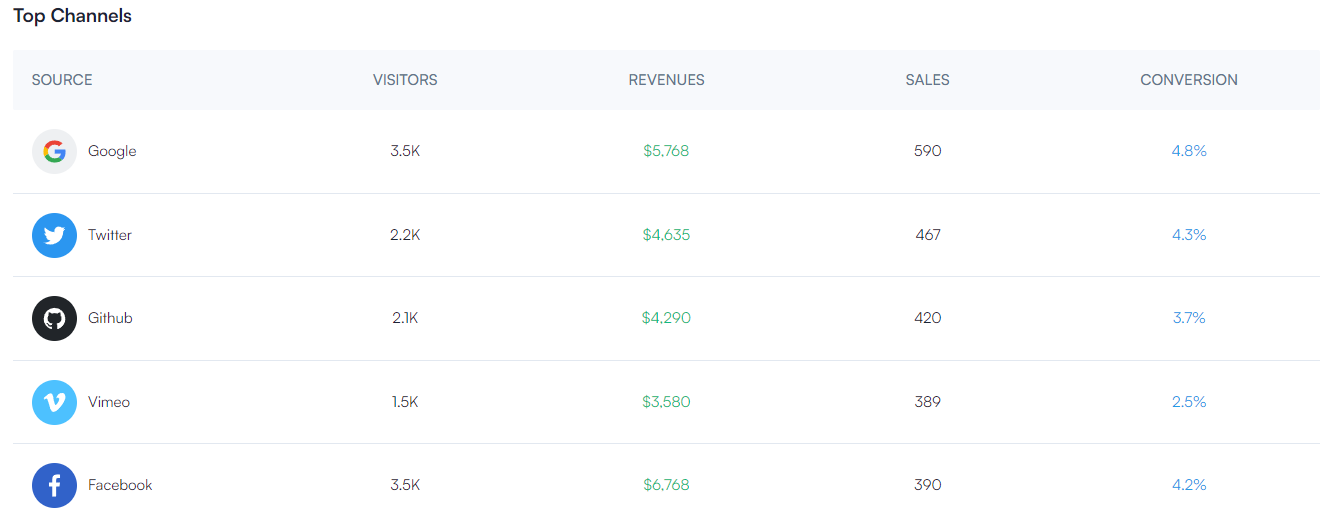 Top Channels
SOURCE VISITORS REVENUES SALES CONVERSION
Google 3.5K $5,768 590 4.8%
Twitter 2.2K $4,635 467 4.3%
Github 2.1K $4,290 420 3.7%
Vimeo 1.5K $3,580 389 2.5%
Facebook 3.5K $6,768 390 4.2%